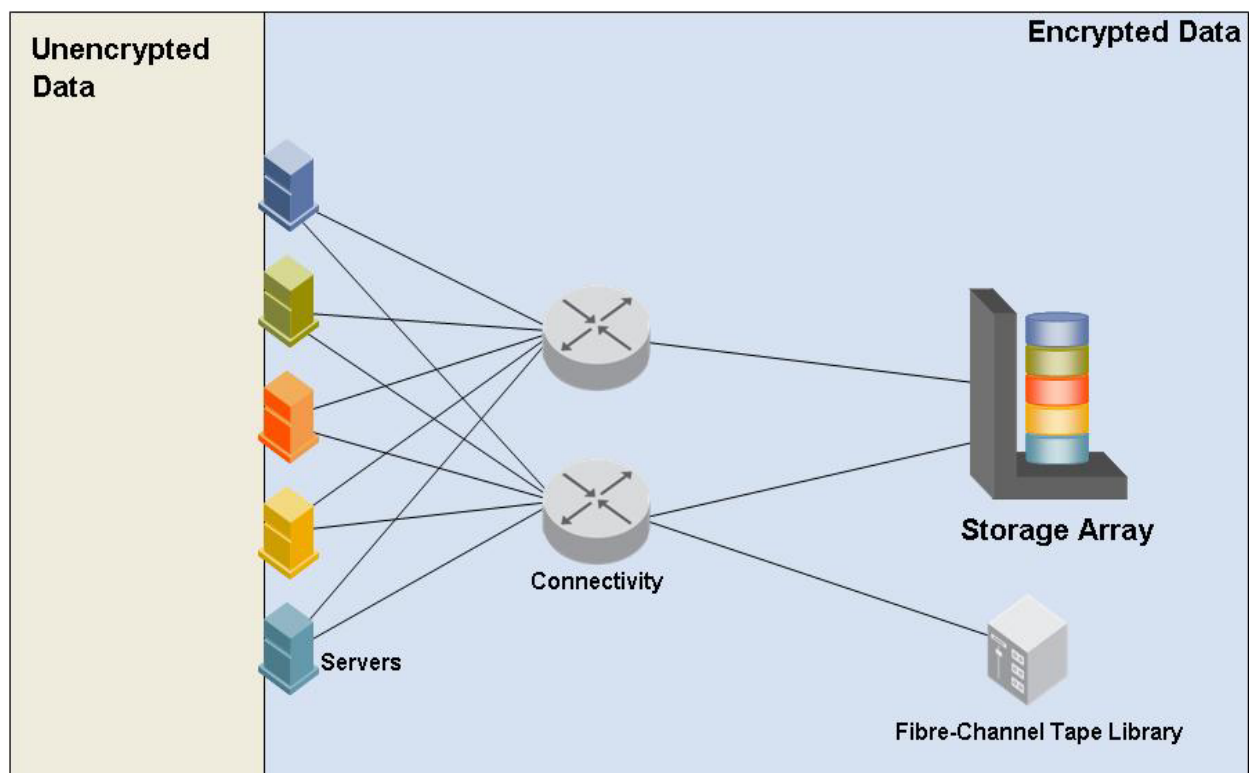 Unencrypted
Data
Encrypted Data
Storage Array
Connectivity
Servers
Fibre-Channel Tape Library